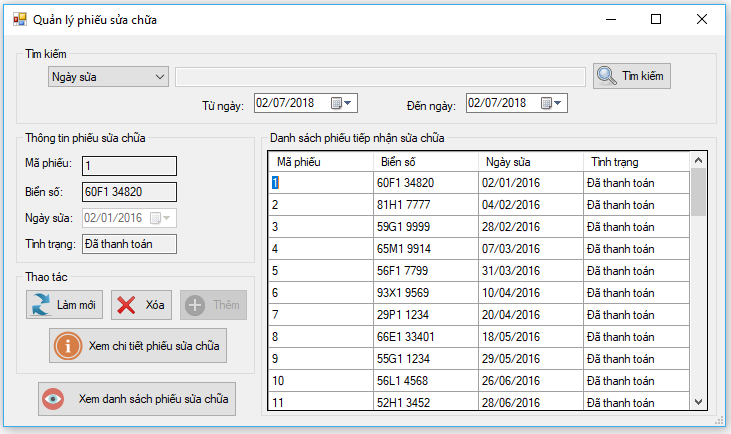 Quản lý phiếu sửa chữa
Tìm kiếm
Ngày sửa
Tìm kiếm
Từ ngày: 02/07/2018 Đến ngày: 02/07/2018
Thông tin phiếu sửa chữa
Mã phiếu: 1
Biển số: 60F1 34820
Ngày sửa: 02/01/2016
Tình trạng: Đã thanh toán
Thao tác
Làm mới Xóa Thêm
Xem chi tiết phiếu sửa chữa
Xem danh sách phiếu sửa chữa
Danh sách phiếu tiếp nhận sửa chữa
Mã phiếu Biển số Ngày sửa Tình trạng
1 60F1 34820 02/01/2016 Đã thanh toán
2 81H1 7777 04/02/2016 Đã thanh toán
3 59G1 9999 28/02/2016 Đã thanh toán
4 65M1 9914 07/03/2016 Đã thanh toán
5 56F1 7799 31/03/2016 Đã thanh toán
6 93X1 9569 10/04/2016 Đã thanh toán
7 29P1 1234 20/04/2016 Đã thanh toán
8 66E1 33401 18/05/2016 Đã thanh toán
9 55G1 1234 29/05/2016 Đã thanh toán
10 56L1 4568 26/06/2016 Đã thanh toán
11 52H1 3452 28/06/2016 Đã thanh toán